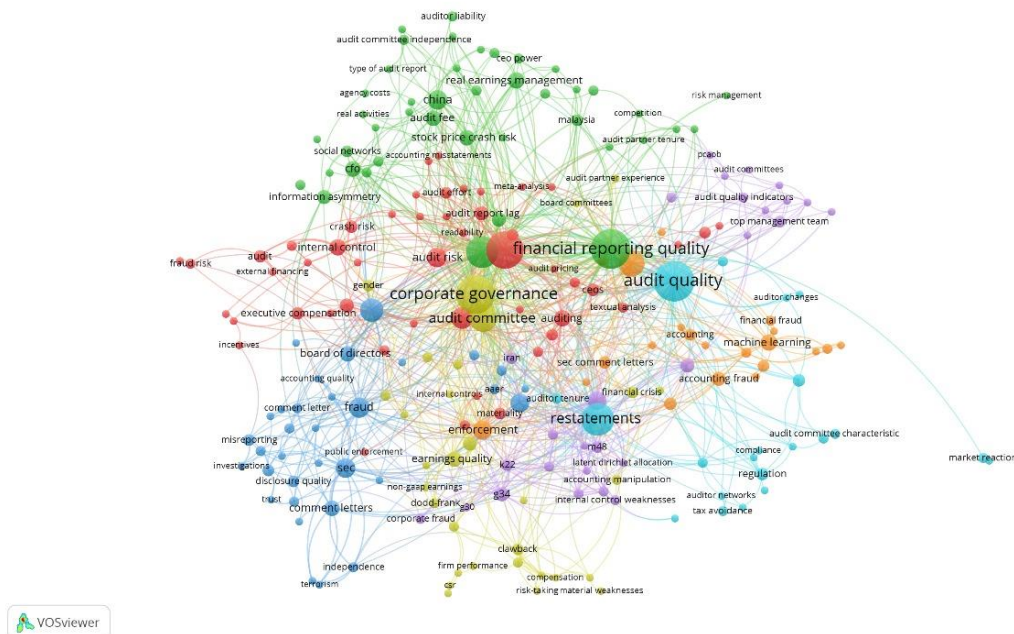 auditor liability
audit committee independence
ceo power
type of audit report
real earnings management
agency costs
china
risk management
real activities
audit fee
competition
malaysia
stock price crash risk
audit partner tenure
social networks
accounting misstatements
pcaob
cfo
audit committees
audit partner experience
meta-analysis
information asymmetry
audit effort
audit quality indicators
board committees
audit report lag
top management team
crash risk
readability
internal control
financial reporting quality
audit risk
audit
fraud risk
external financing
audit pricing
audit quality
gender
corporate governance
ceos
auditor changes
textual analysis
executive compensation
audit committee
auditing
financial fraud
accounting
incentives
machine learning
board of directors
iran
sec comment letters
accounting quality
accounting fraud
aaer
internal controls
financial crisis
auditor tenure
comment letter
fraud
materiality
restatements
enforcement
audit committee characteristic
misreporting
m48
public enforcement
compliance
earnings quality
market reaction
investigations
sec
k22
latent dirichlet allocation
disclosure quality
regulation
accounting manipulation
non-gaap earnings
g34
trust
internal control weaknesses
auditor networks
dodd-frank
comment letters
g30
tax avoidance
corporate fraud
clawback
independence
firm performance
compensation
terrorism
csr
risk-taking
material weaknesses
VOSviewer